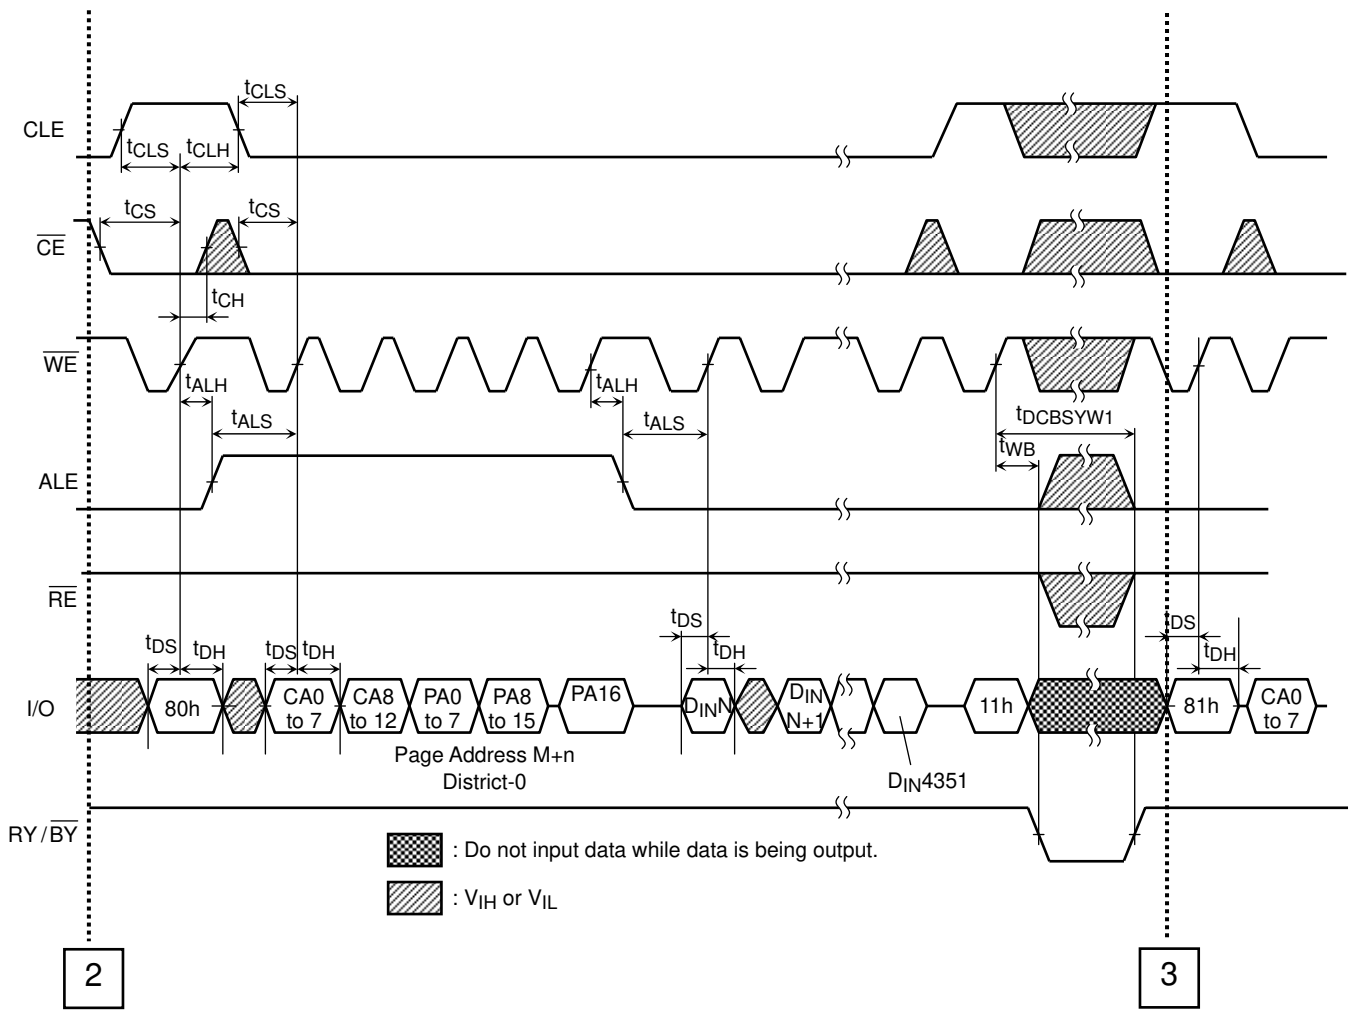 tCLS
CLE
tCLS tCLH
tCS tCS
CE
tCH
WE
tALH tALH
tALS tALS
tDCBSYW1
tWB
ALE
RE
tDS tDH tDS tDH tDS tDH tDS tDH
I/O
80h
CA0 to 7
CA8 to 12
PA0 to 7
PA8 to 15
PA16
DINN
DIN N+1
11h
81h
CA0 to 7
Page Address M+n
District-0
DIN4351
RY/BY
: Do not input data while data is being output.
: VIH or VIL
2 3